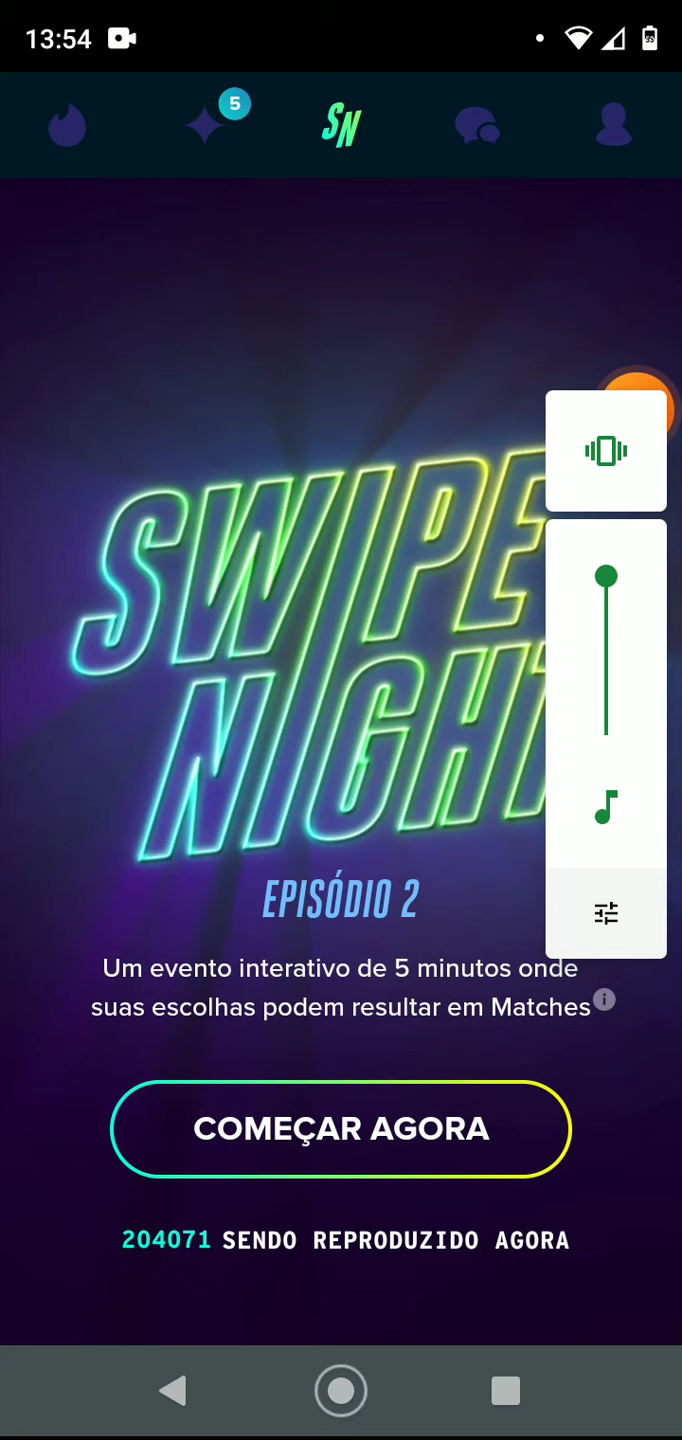 13:54
5
SN
SWIPE
NIGHT
EPISÓDIO 2
Um evento interativo de 5 minutos onde
suas escolhas podem resultar em Matches
COMEÇAR AGORA
204071 SENDO REPRODUZIDO AGORA